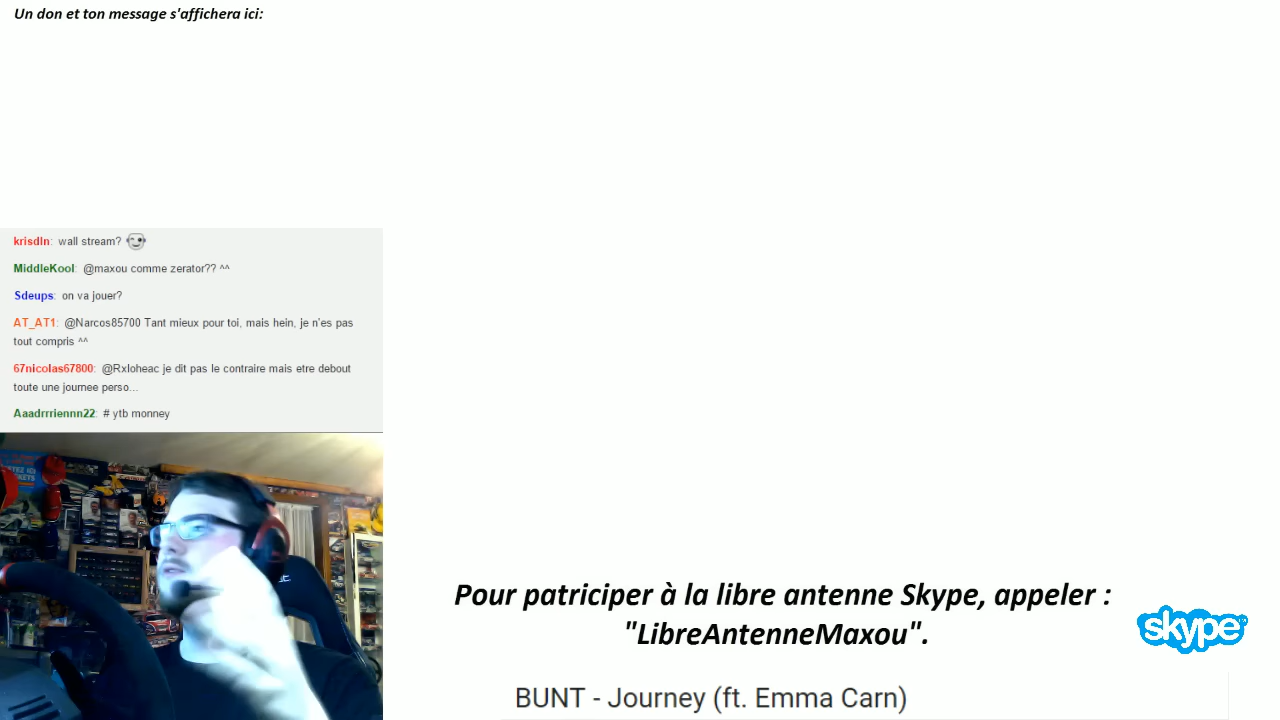 Un don et ton message s'affichera ici:
krisdln: wall stream?
MiddleKool: @maxou comme zerator?? ^^
Sdeups: on va jouer?
AT_AT1: @Narcos85700 Tant mieux pour toi, mais hein, je n'es pas
tout compris ^^
67nicolas67800: @Rxloheac je dit pas le contraire mais etre debout
toute une journee perso...
Aaadrrriennn22: # ytb monney
Pour patriciper à la libre antenne Skype, appeler :
"LibreAntenneMaxou".
skype
BUNT - Journey (ft. Emma Carn)